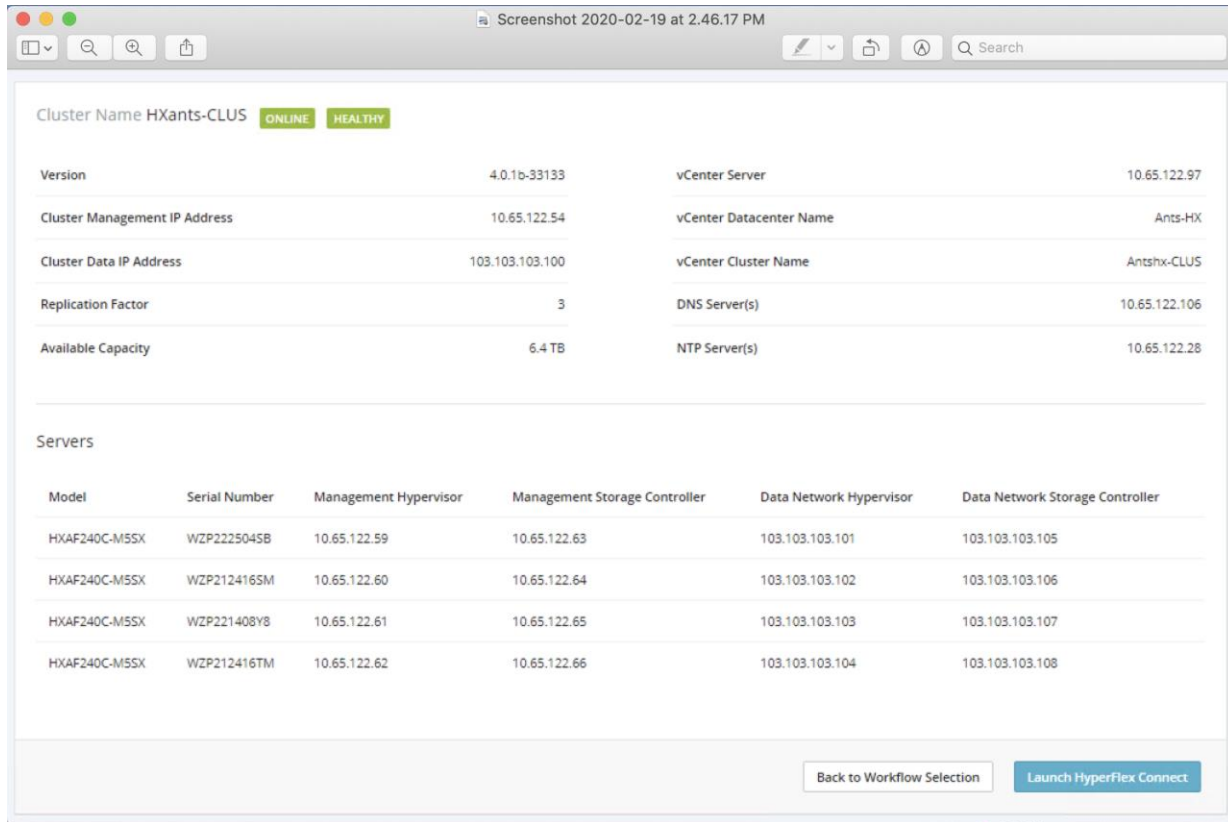 Screenshot 2020-02-19 at 2.46.17 PM
Search
Cluster Name HXants-CLUS ONLINE HEALTHY
Version 4.0.1b-33133 vCenter Server 10.65.122.97
Cluster Management IP Address 10.65.122.54 vCenter Datacenter Name Ants-HX
Cluster Data IP Address 103.103.103.100 vCenter Cluster Name Antshx-CLUS
Replication Factor 3 DNS Server(s) 10.65.122.106
Available Capacity 6.4 TB NTP Server(s) 10.65.122.28
Servers
Model Serial Number Management Hypervisor Management Storage Controller Data Network Hypervisor Data Network Storage Controller
HXAF240C-M5SX WZP222504SB 10.65.122.59 10.65.122.63 103.103.103.101 103.103.103.105
HXAF240C-M5SX WZP212416SM 10.65.122.60 10.65.122.64 103.103.103.102 103.103.103.106
HXAF240C-M5SX WZP221408Y8 10.65.122.61 10.65.122.65 103.103.103.103 103.103.103.107
HXAF240C-M5SX WZP212416TM 10.65.122.62 10.65.122.66 103.103.103.104 103.103.103.108
Back to Workflow Selection Launch HyperFlex Connect